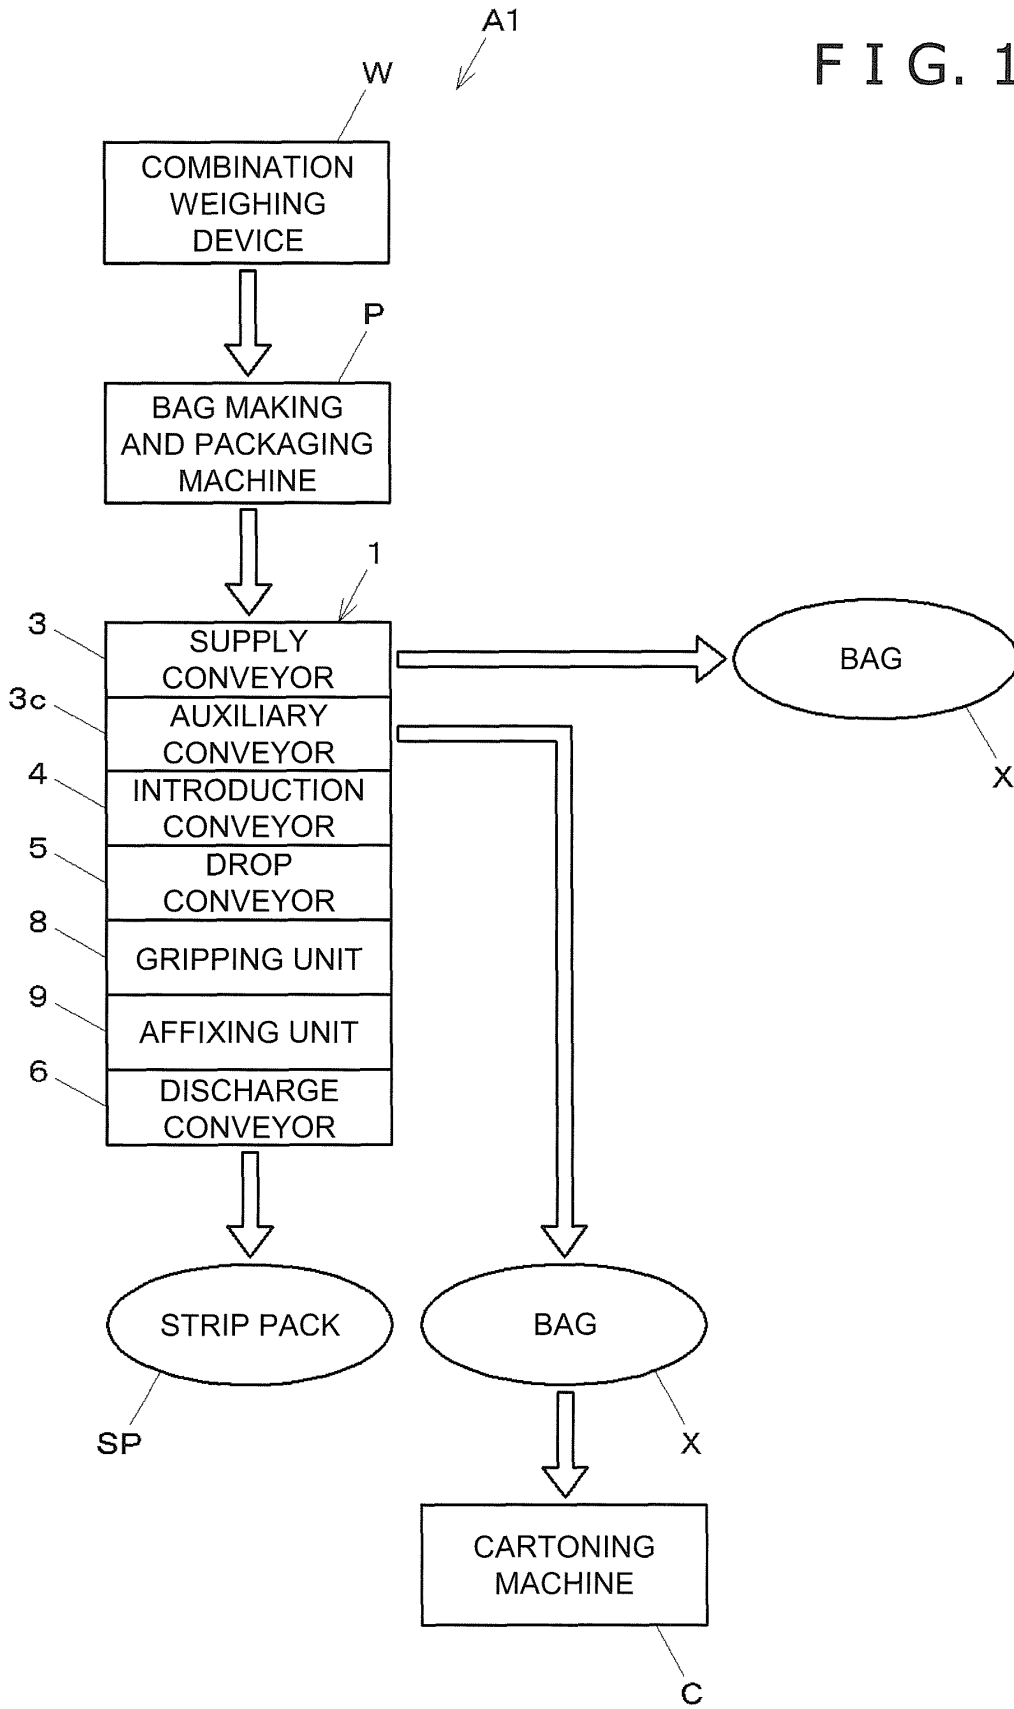 A1
FIG. 1
W
COMBINATION
WEIGHING
DEVICE
P
BAG MAKING
AND PACKAGING
MACHINE
1
3
SUPPLY
CONVEYOR
BAG
X
3c
AUXILIARY
CONVEYOR
4
INTRODUCTION
CONVEYOR
5
DROP
CONVEYOR
8
GRIPPING UNIT
9
AFFIXING UNIT
6
DISCHARGE
CONVEYOR
STRIP PACK
BAG
SP
X
CARTONING
MACHINE
C